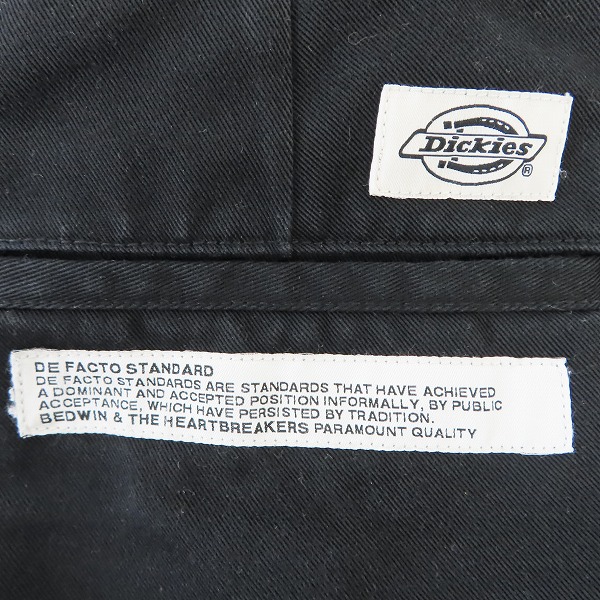 Dickies
®
DE FACTO STANDARD
DE FACTO STANDARDS ARE STANDARDS THAT HAVE ACHIEVED
A DOMINANT AND ACCEPTED POSITION INFORMALLY, BY PUBLIC
ACCEPTANCE, WHICH HAVE PERSISTED BY TRADITION.
BEDWIN & THE HEARTBREAKERS PARAMOUNT QUALITY